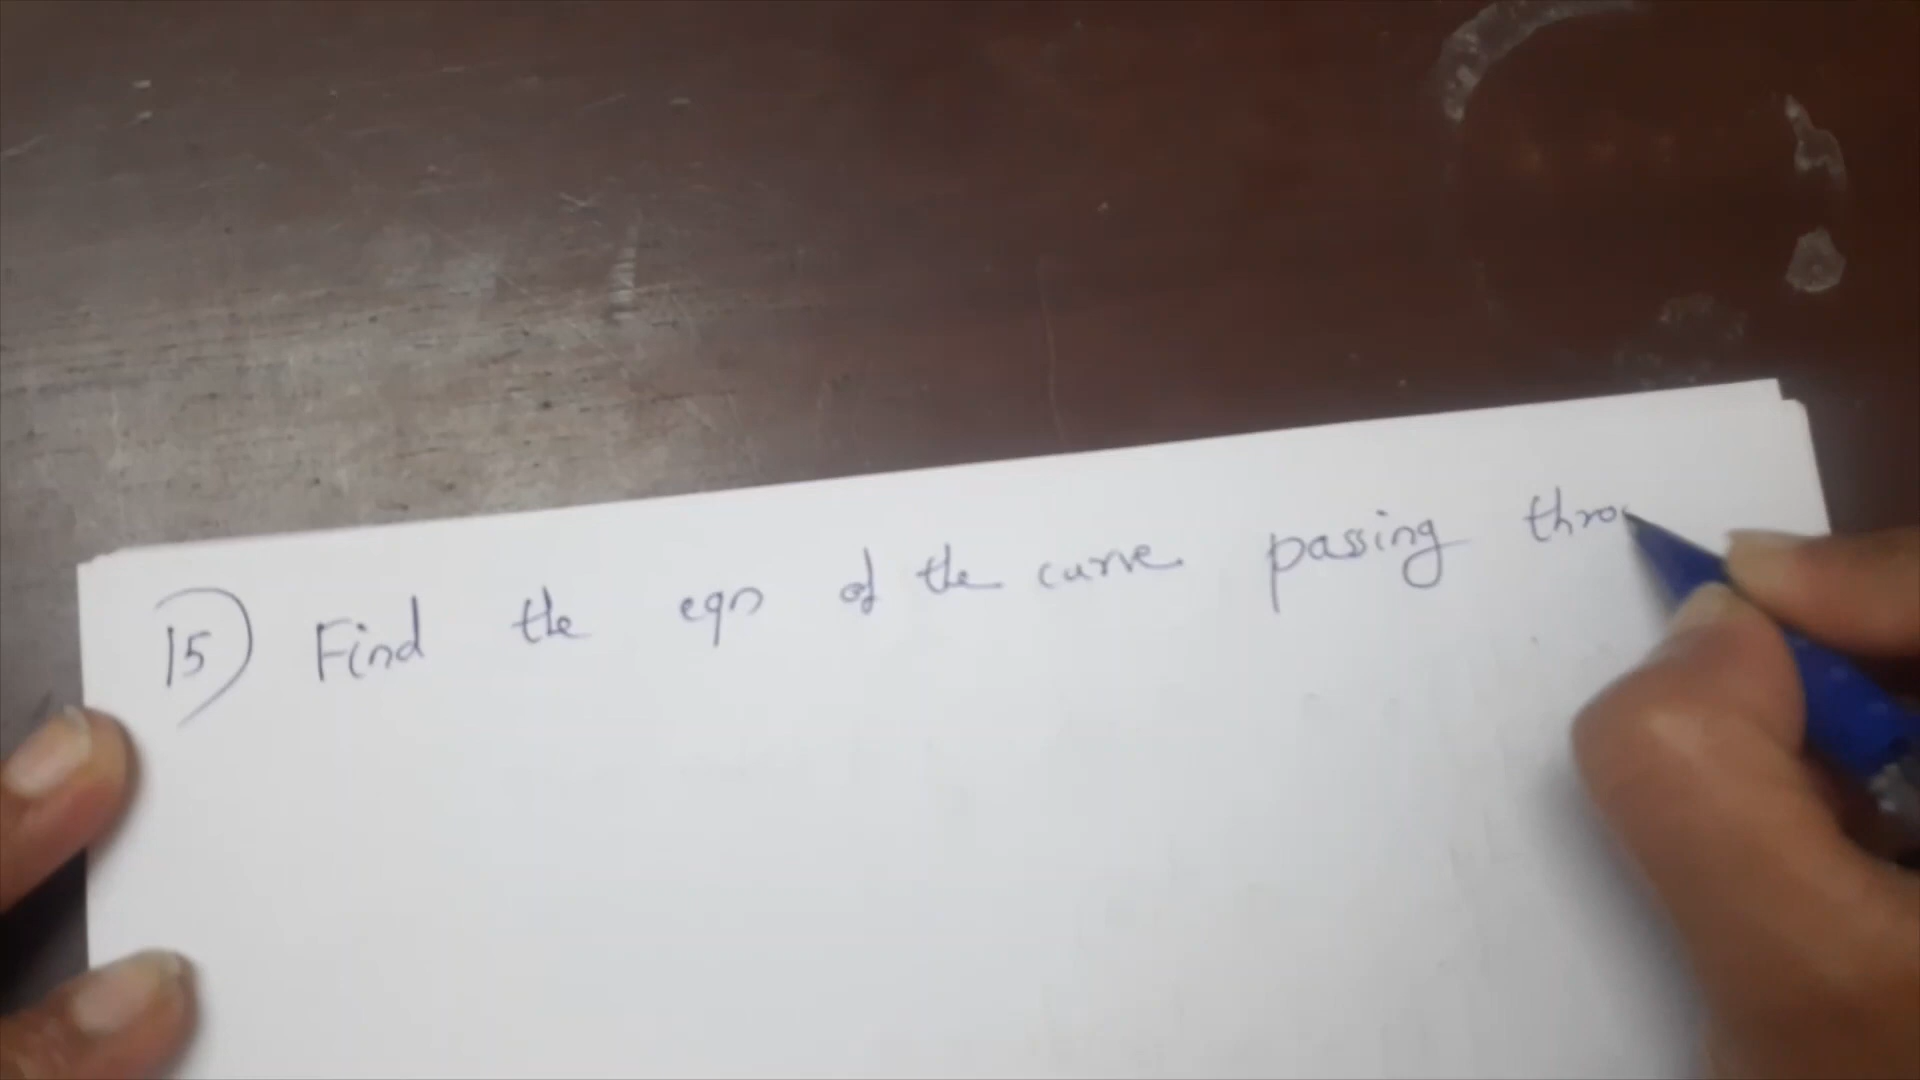 15) Find the eqn of the curve passing thro